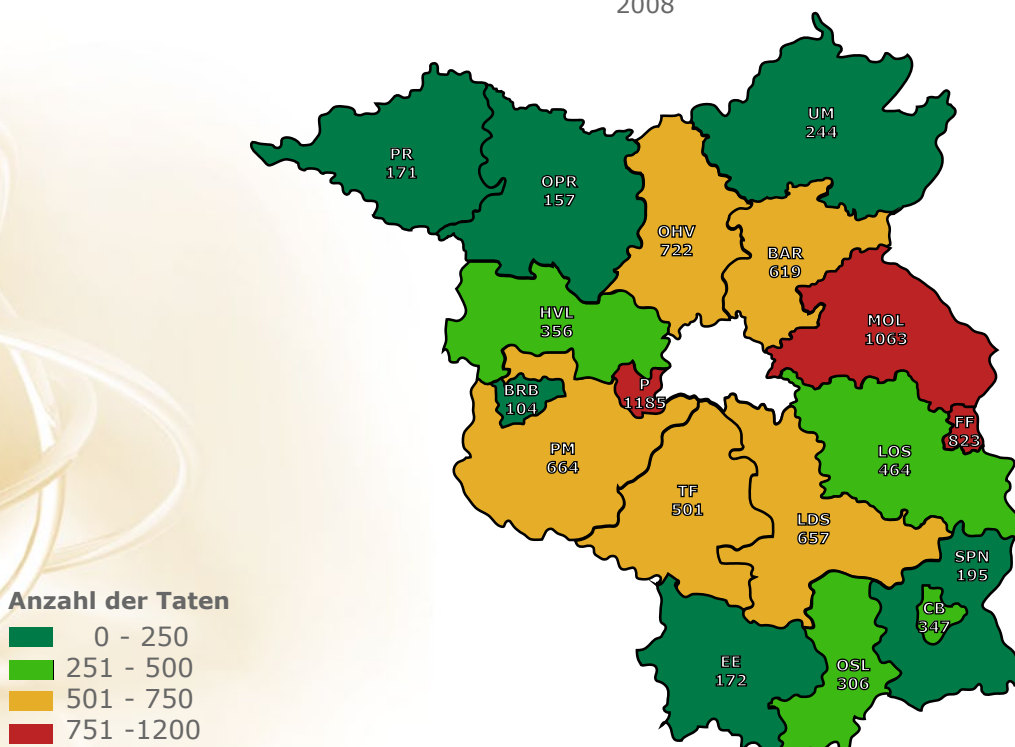 2008
UM
244
PR
171
OPR
157
OHV
722
BAR
619
HVL
356
MOL
1063
P
1185
BRB
104
FF
823
PM
664
LOS
464
TF
501
LDS
657
SPN
195
CB
347
EE
172
OSL
306
Anzahl der Taten
0 - 250
251 - 500
501 - 750
751 -1200